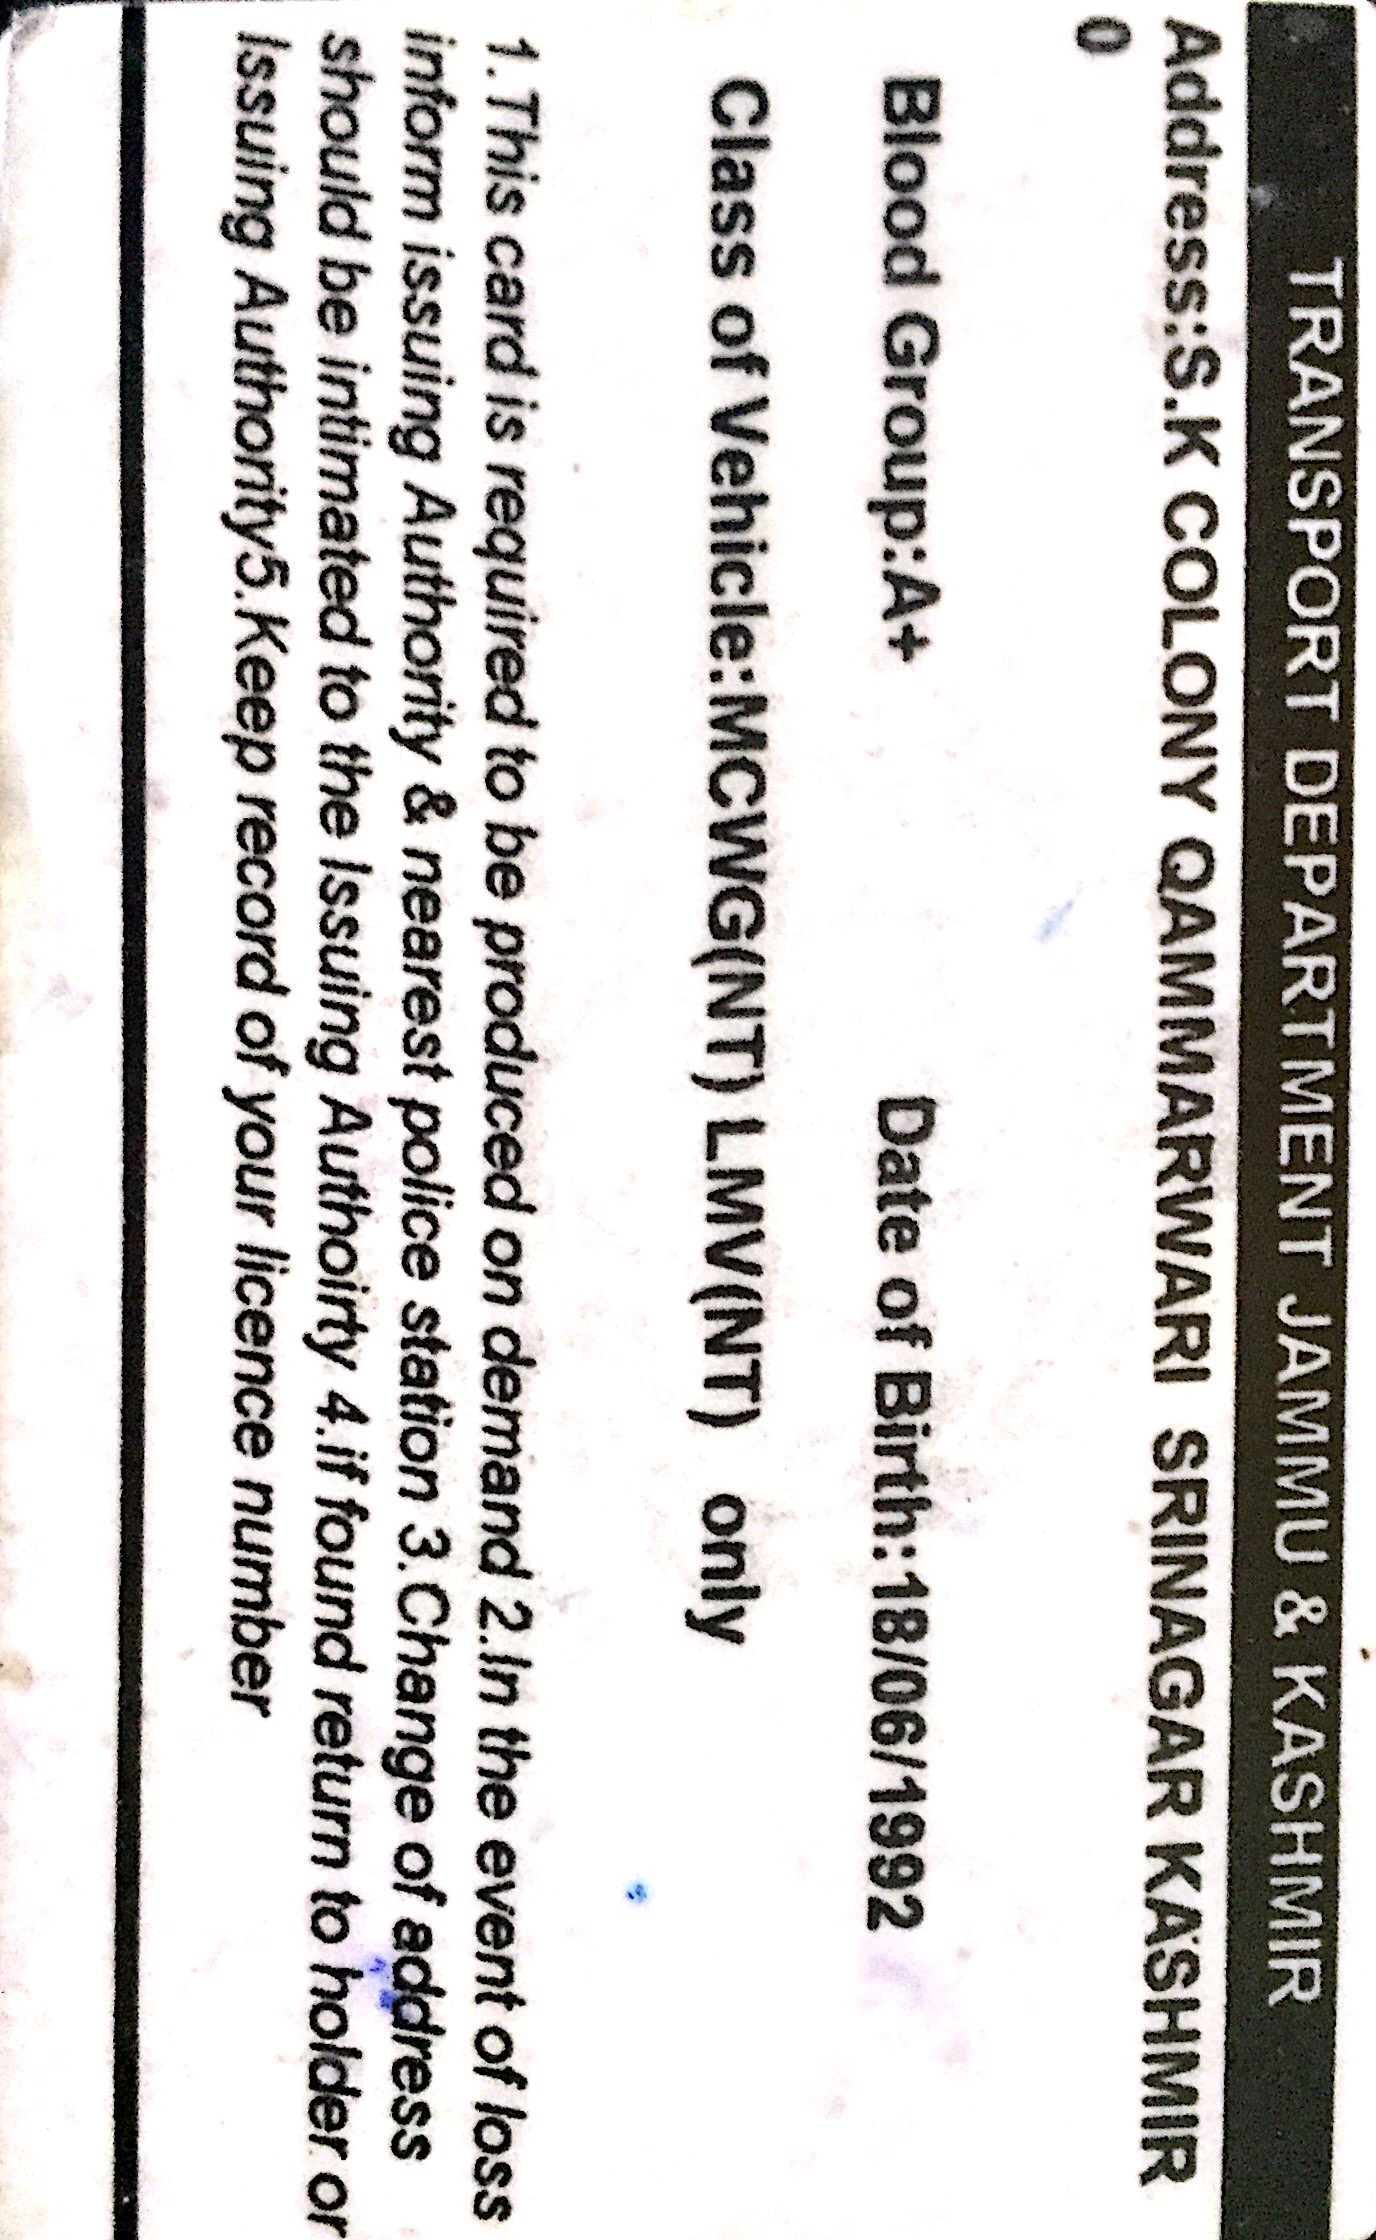 TRANSPORT DEPARTMENT JAMMU & KASHMIR
Address:S.K COLONY QAMMARWARI SRINAGAR KASHMIR
0
Blood Group:A+ Date of Birth:18/06/1992
Class of Vehicle:MCWG(NT) LMV(NT) only
1.This card is required to be produced on demand 2.In the event of loss
inform issuing Authority & nearest police station 3.Change of address
should be intimated to the Issuing Authoirty 4.if found return to holder or
Issuing Authority5.Keep record of your licence number